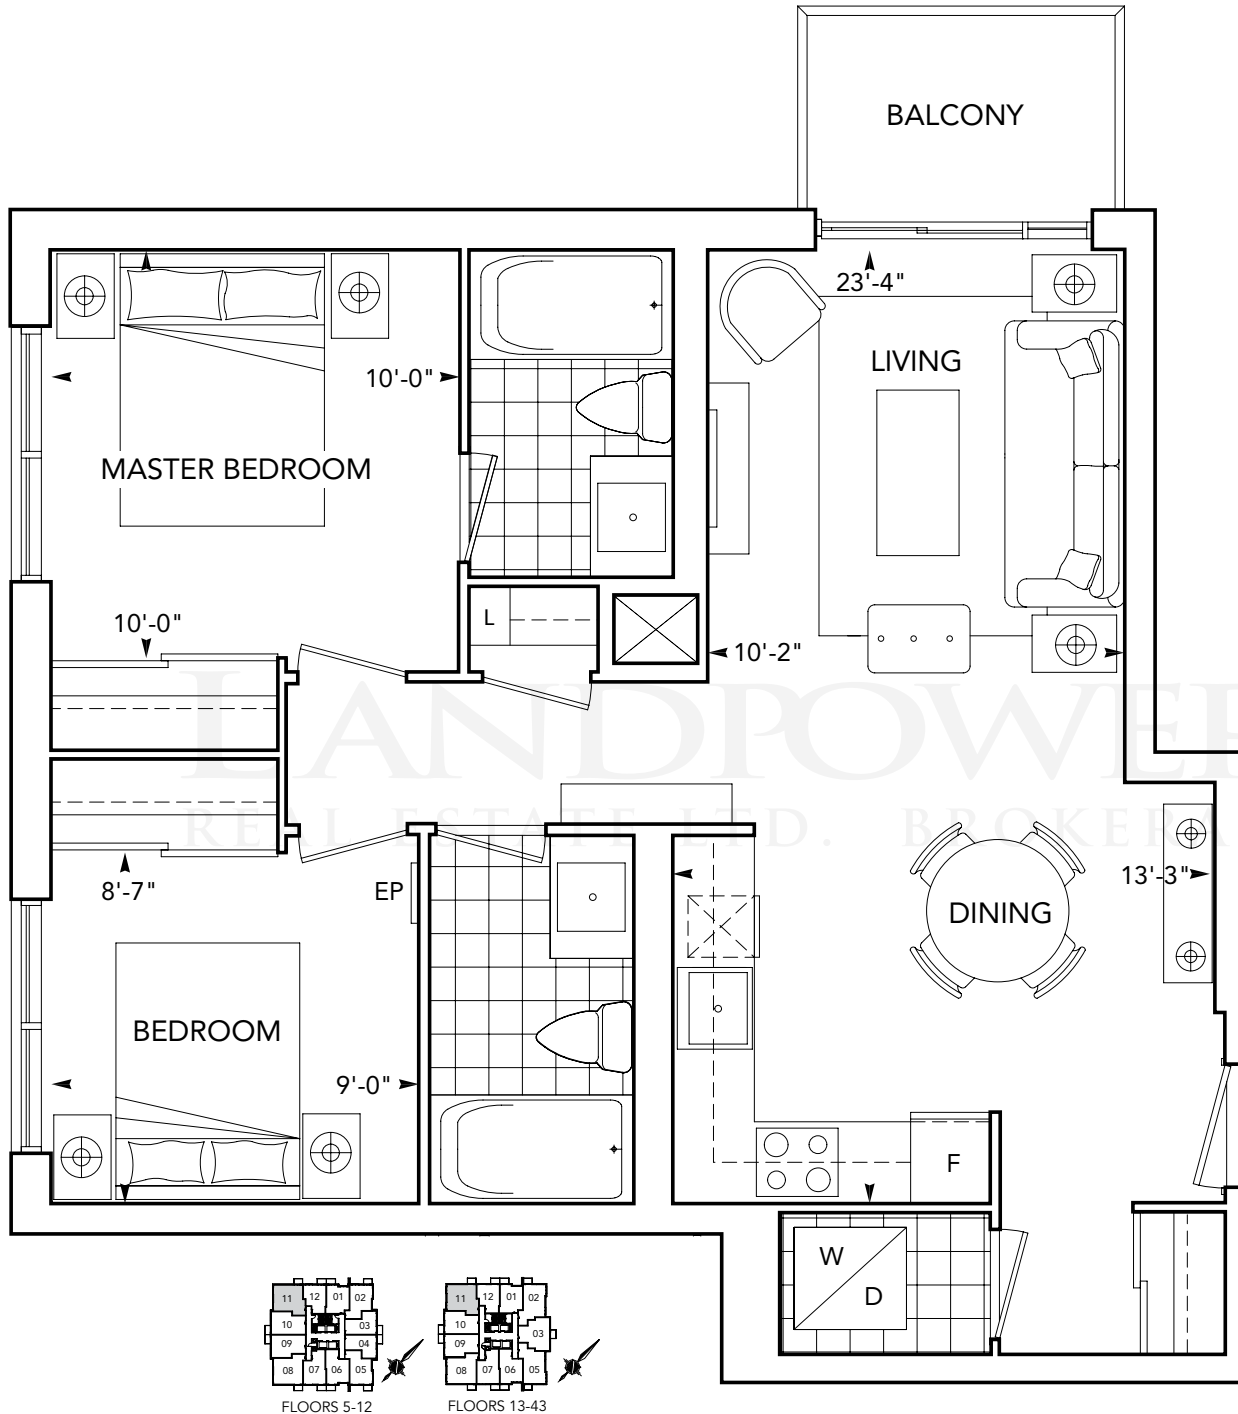 BALCONY
23'-4"
LIVING
10'-0"
MASTER BEDROOM
L
10'-0"
10'-2"
LANDPOWER
REAL ESTATE LTD. BROKERA
8'-7"
EP
13'-3"
DINING
BEDROOM
9'-0"
F
W
D
11 12 01 02
10 03
09 04
08 07 06 05
FLOORS 5-12
11 12 01 02
10 03
09
08 07 06 05
FLOORS 13-43